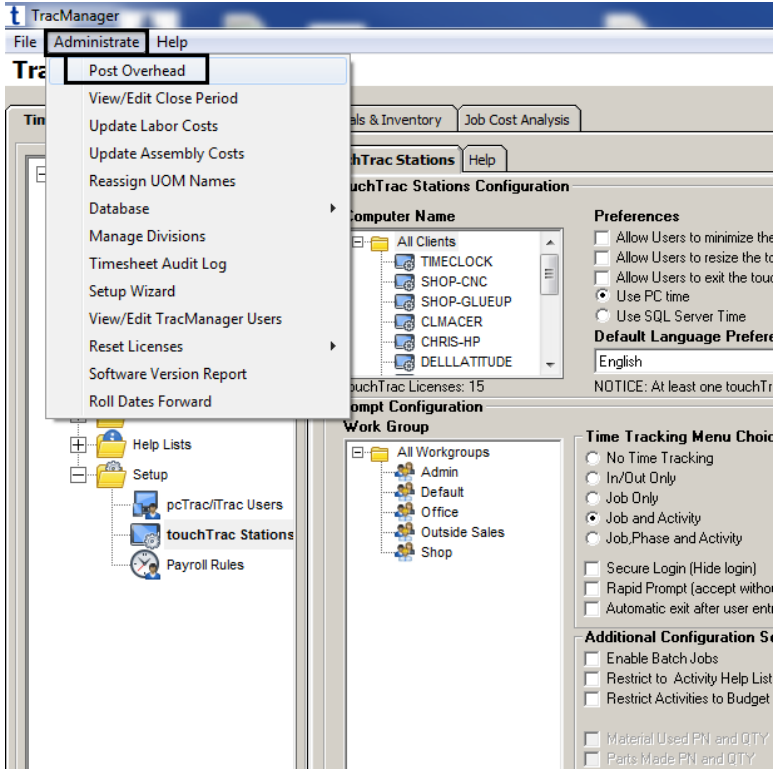 t TracManager
File Administrate Help
Post Overhead
View/Edit Close Period
Update Labor Costs
Update Assembly Costs
Reassign UOM Names
Database
Manage Divisions
Timesheet Audit Log
Setup Wizard
View/Edit TracManager Users
Reset Licenses
Software Version Report
Roll Dates Forward
Help Lists
Setup
pcTrac/iTrac Users
touchTrac Stations
Payroll Rules
als & Inventory Job Cost Analysis
hTrac Stations Help
uchTrac Stations Configuration
Computer Name
All Clients
TIMECLOCK
SHOP-CNC
SHOP-GLUEUP
CLMACER
CHRIS-HP
DELLLATITUDE
ouchTrac Licenses: 15
Preferences
Allow Users to minimize the
Allow Users to resize the to
Allow Users to exit the touc
Use PC time
Use SQL Server Time
Default Language Prefere
English
NOTICE: At least one touchTr
ompt Configuration
Work Group
All Workgroups
Admin
Default
Office
Outside Sales
Shop
Time Tracking Menu Choic
No Time Tracking
In/Out Only
Job Only
Job and Activity
Job,Phase and Activity
Secure Login (Hide login)
Rapid Prompt (accept withou
Automatic exit after user entr
Additional Configuration Se
Enable Batch Jobs
Restrict to Activity Help List
Restrict Activities to Budget
Material Used PN and QTY
Parts Made PN and QTY